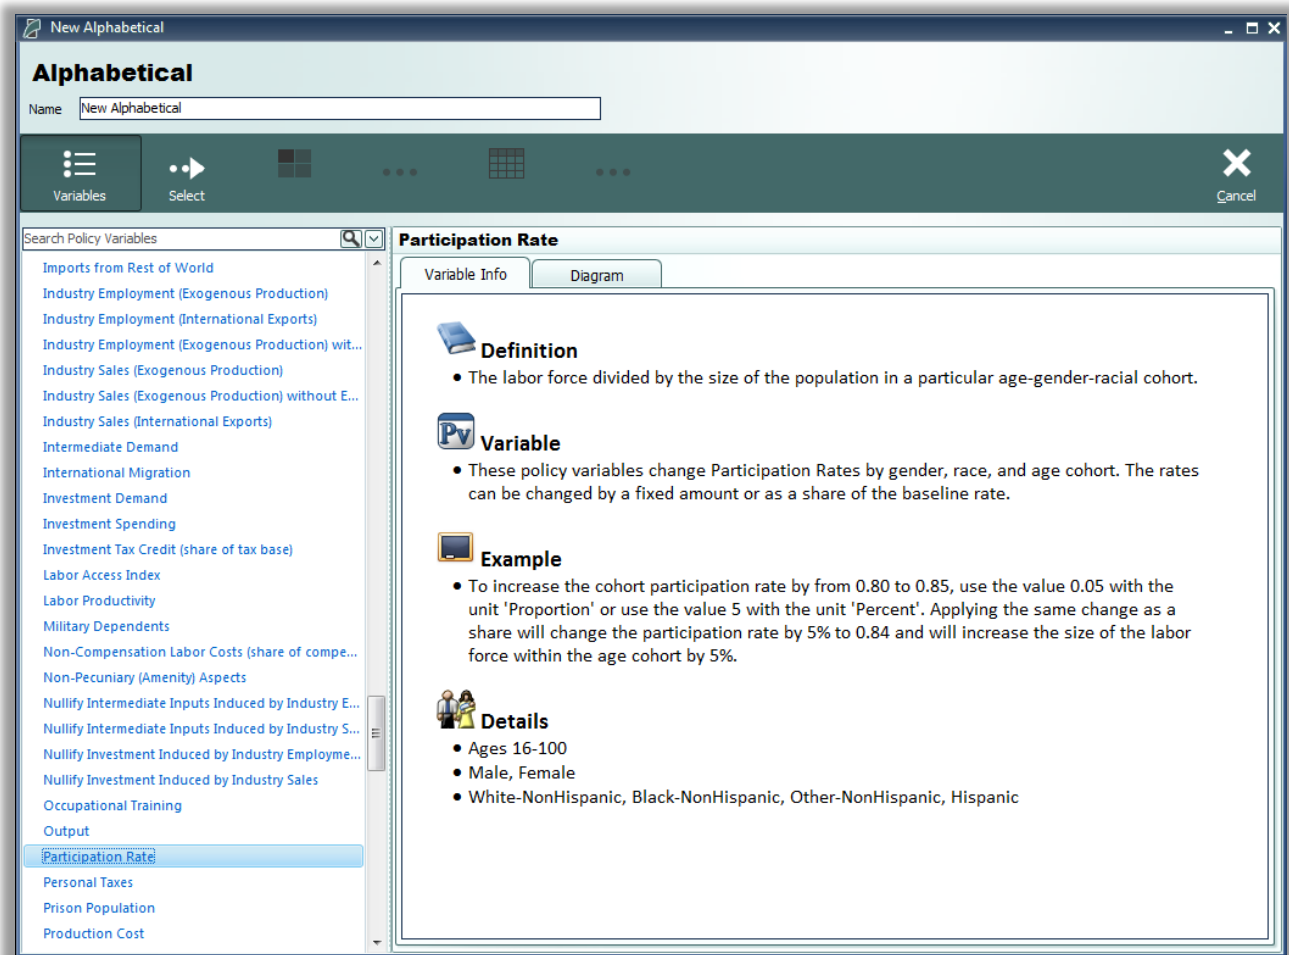 New Alphabetical
Alphabetical
Name New Alphabetical
Variables
Select
Cancel
Search Policy Variables
Imports from Rest of World
Industry Employment (Exogenous Production)
Industry Employment (International Exports)
Industry Employment (Exogenous Production) wit...
Industry Sales (Exogenous Production)
Industry Sales (Exogenous Production) without E...
Industry Sales (International Exports)
Intermediate Demand
International Migration
Investment Demand
Investment Spending
Investment Tax Credit (share of tax base)
Labor Access Index
Labor Productivity
Military Dependents
Non-Compensation Labor Costs (share of compe...
Non-Pecuniary (Amenity) Aspects
Nullify Intermediate Inputs Induced by Industry E...
Nullify Intermediate Inputs Induced by Industry S...
Nullify Investment Induced by Industry Employme...
Nullify Investment Induced by Industry Sales
Occupational Training
Output
Participation Rate
Personal Taxes
Prison Population
Production Cost
Participation Rate
Variable Info
Diagram
Definition
• The labor force divided by the size of the population in a particular age-gender-racial cohort.
Pv Variable
• These policy variables change Participation Rates by gender, race, and age cohort. The rates
can be changed by a fixed amount or as a share of the baseline rate.
Example
• To increase the cohort participation rate by from 0.80 to 0.85, use the value 0.05 with the
unit 'Proportion' or use the value 5 with the unit 'Percent'. Applying the same change as a
share will change the participation rate by 5% to 0.84 and will increase the size of the labor
force within the age cohort by 5%.
Details
• Ages 16-100
• Male, Female
• White-NonHispanic, Black-NonHispanic, Other-NonHispanic, Hispanic